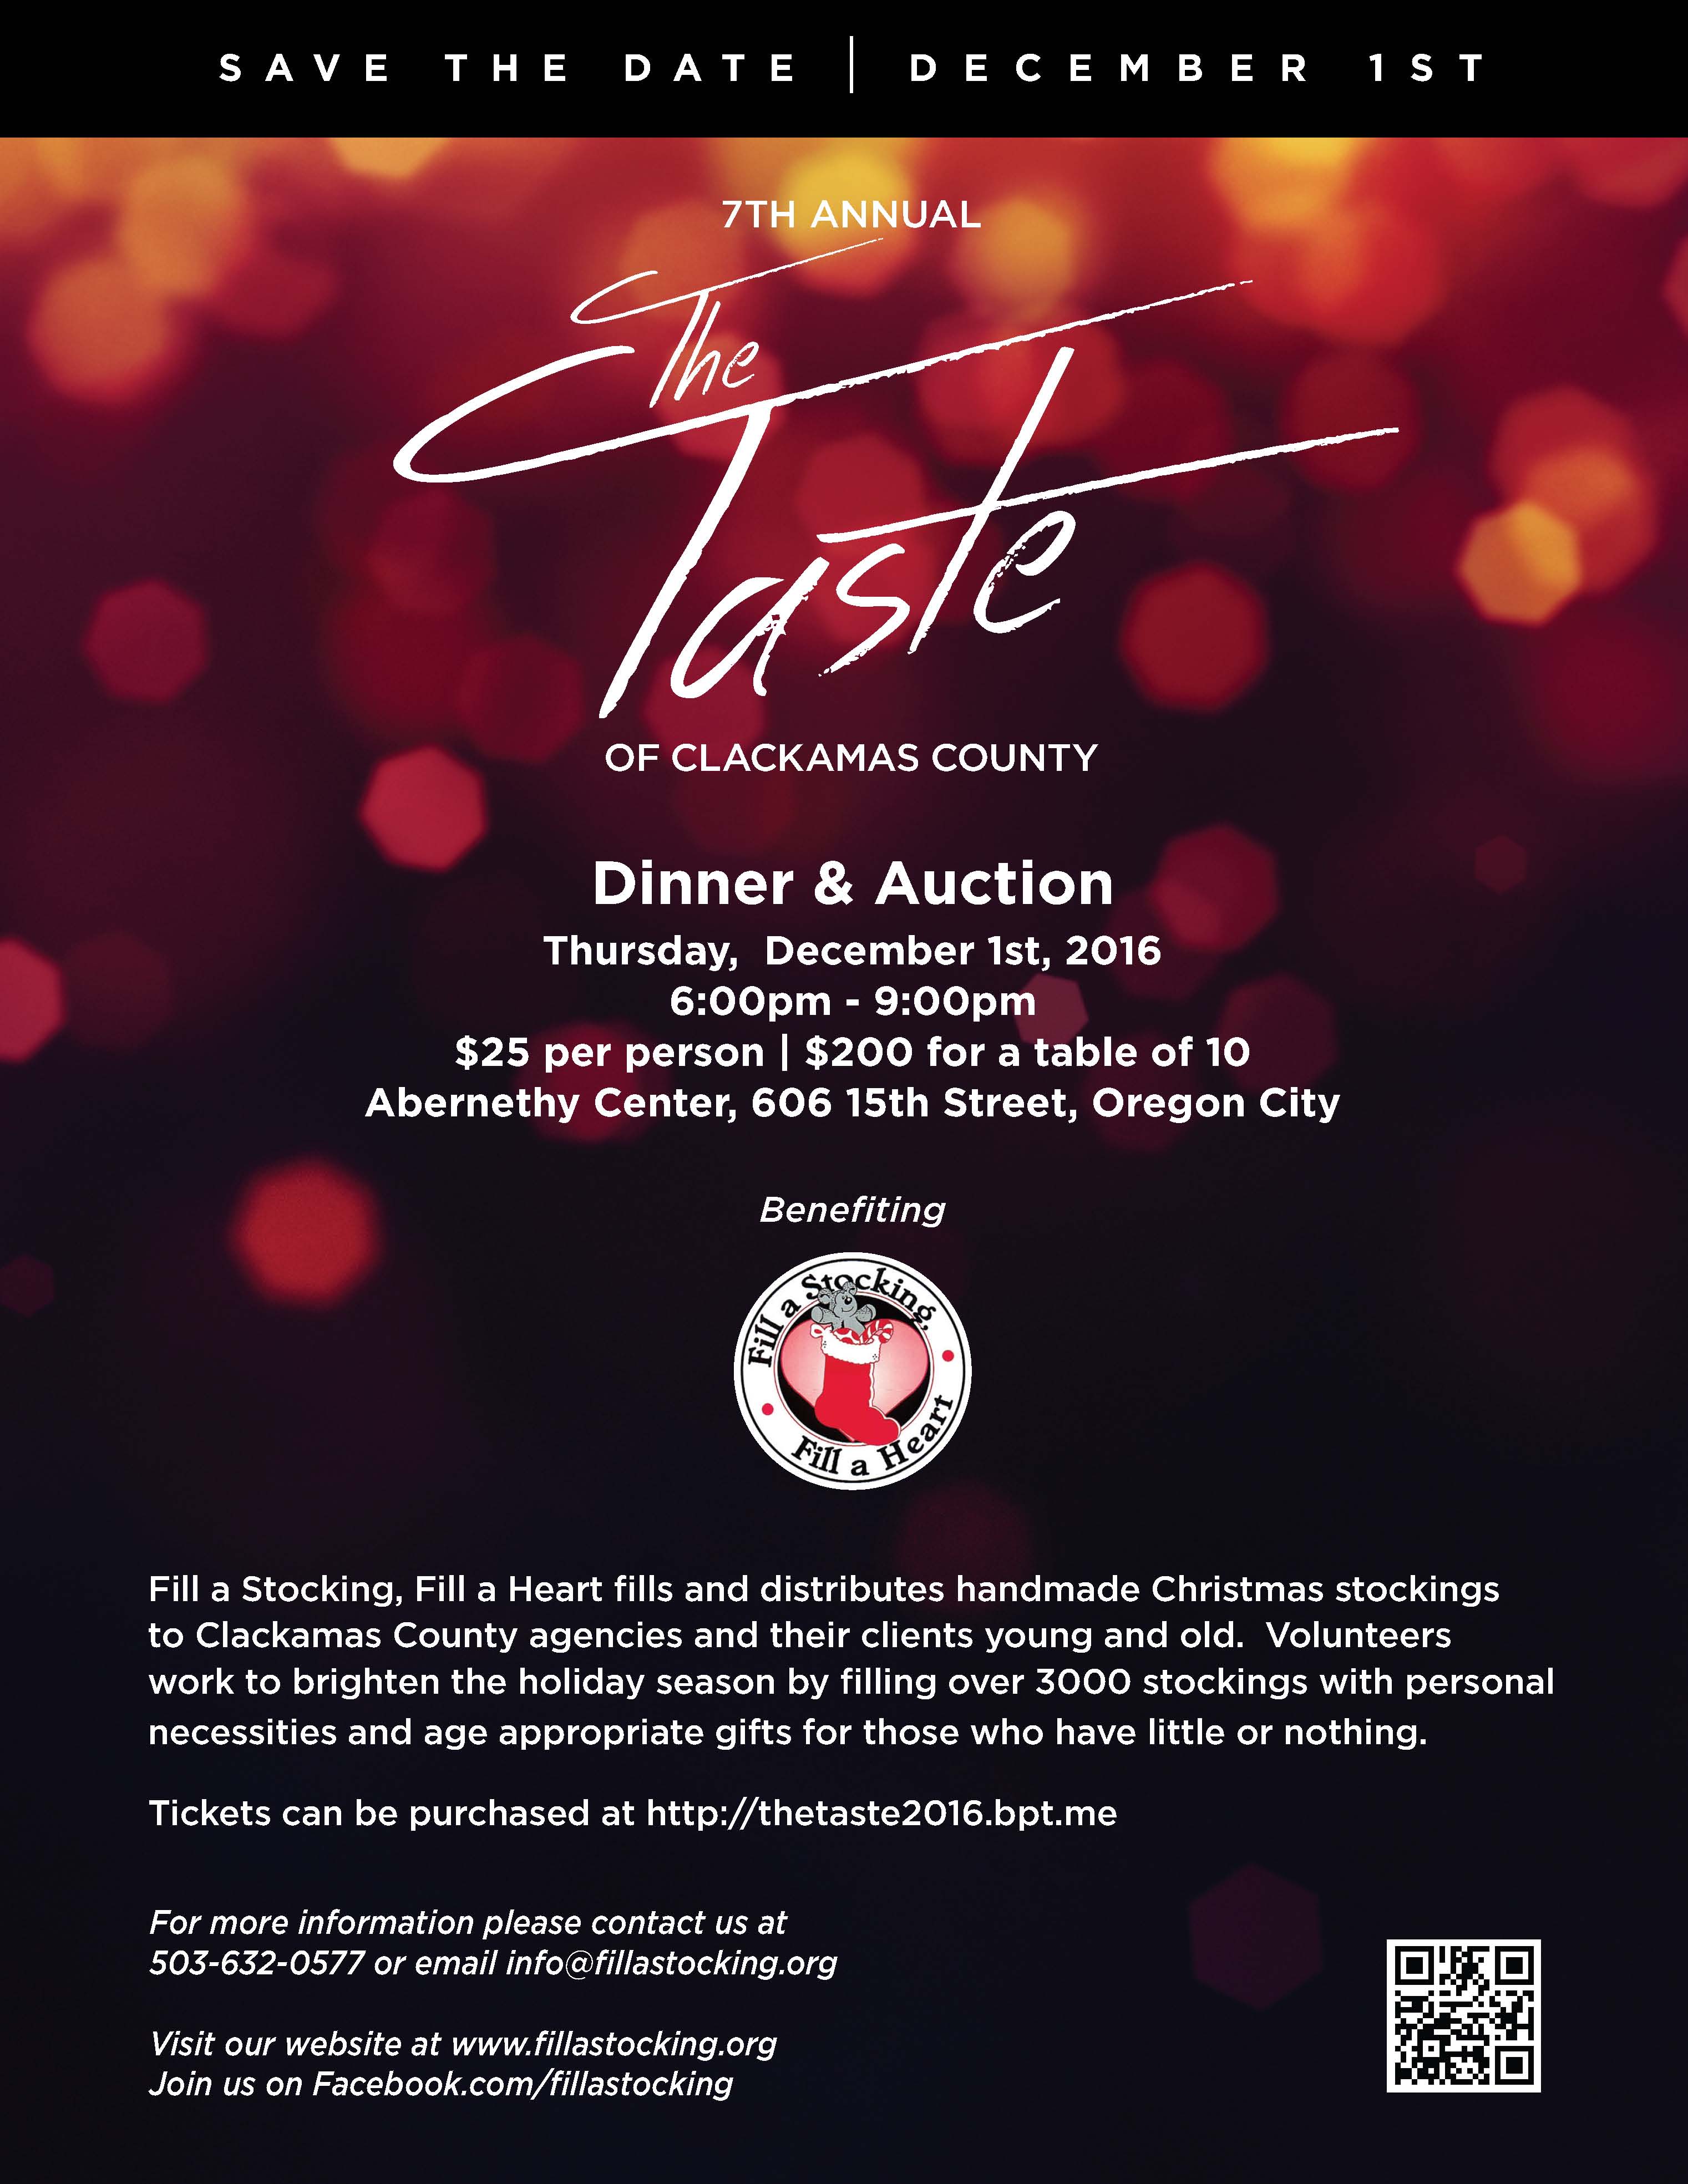 SAVE THE DATE | DECEMBER 1ST
7TH ANNUAL
The
Taste
OF CLACKAMAS COUNTY
Dinner & Auction
Thursday, December 1st, 2016
6:00pm - 9:00pm
$25 per person | $200 for a table of 10
Abernethy Center, 606 15th Street, Oregon City
Benefiting
Fill a Stocking,
Fill a Heart
Fill a Stocking, Fill a Heart fills and distributes handmade Christmas stockings
to Clackamas County agencies and their clients young and old. Volunteers
work to brighten the holiday season by filling over 3000 stockings with personal
necessities and age appropriate gifts for those who have little or nothing.
Tickets can be purchased at http://thetaste2016.bpt.me
For more information please contact us at
503-632-0577 or email info@fillastocking.org
Visit our website at www.fillastocking.org
Join us on Facebook.com/fillastocking